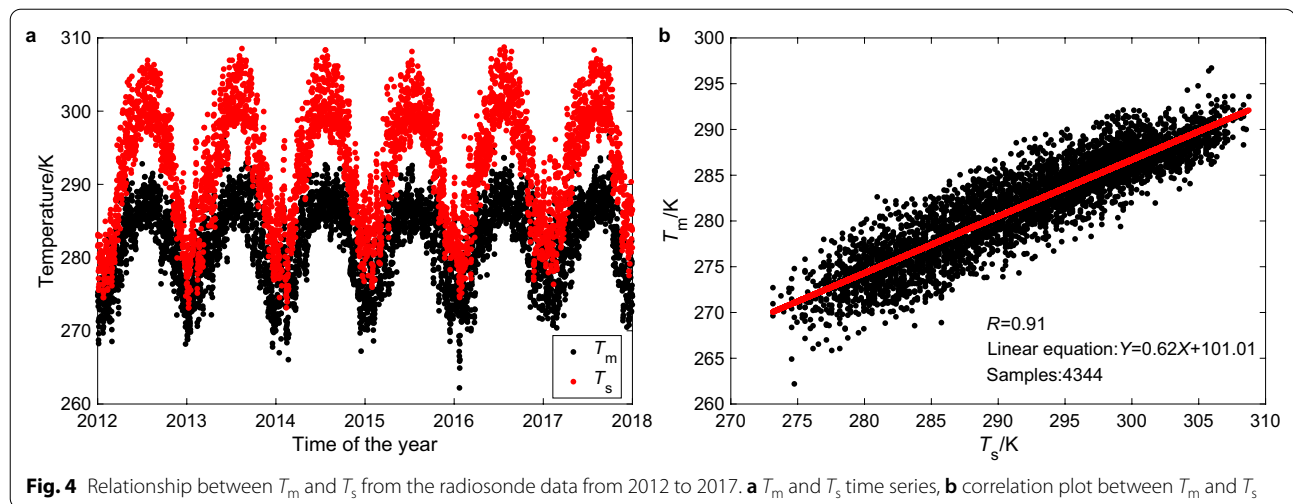 a
310
300
290
280
270
260
Temperature/K
2012 2013 2014 2015 2016 2017 2018
Time of the year
Tm
Ts
b
300
295
290
285
280
275
270
265
260
Tm/K
R=0.91
Linear equation:Y=0.62X+101.01
Samples:4344
270 275 280 285 290 295 300 305 310
Ts/K
Fig. 4 Relationship between Tm and Ts from the radiosonde data from 2012 to 2017. a Tm and Ts time series, b correlation plot between Tm and Ts